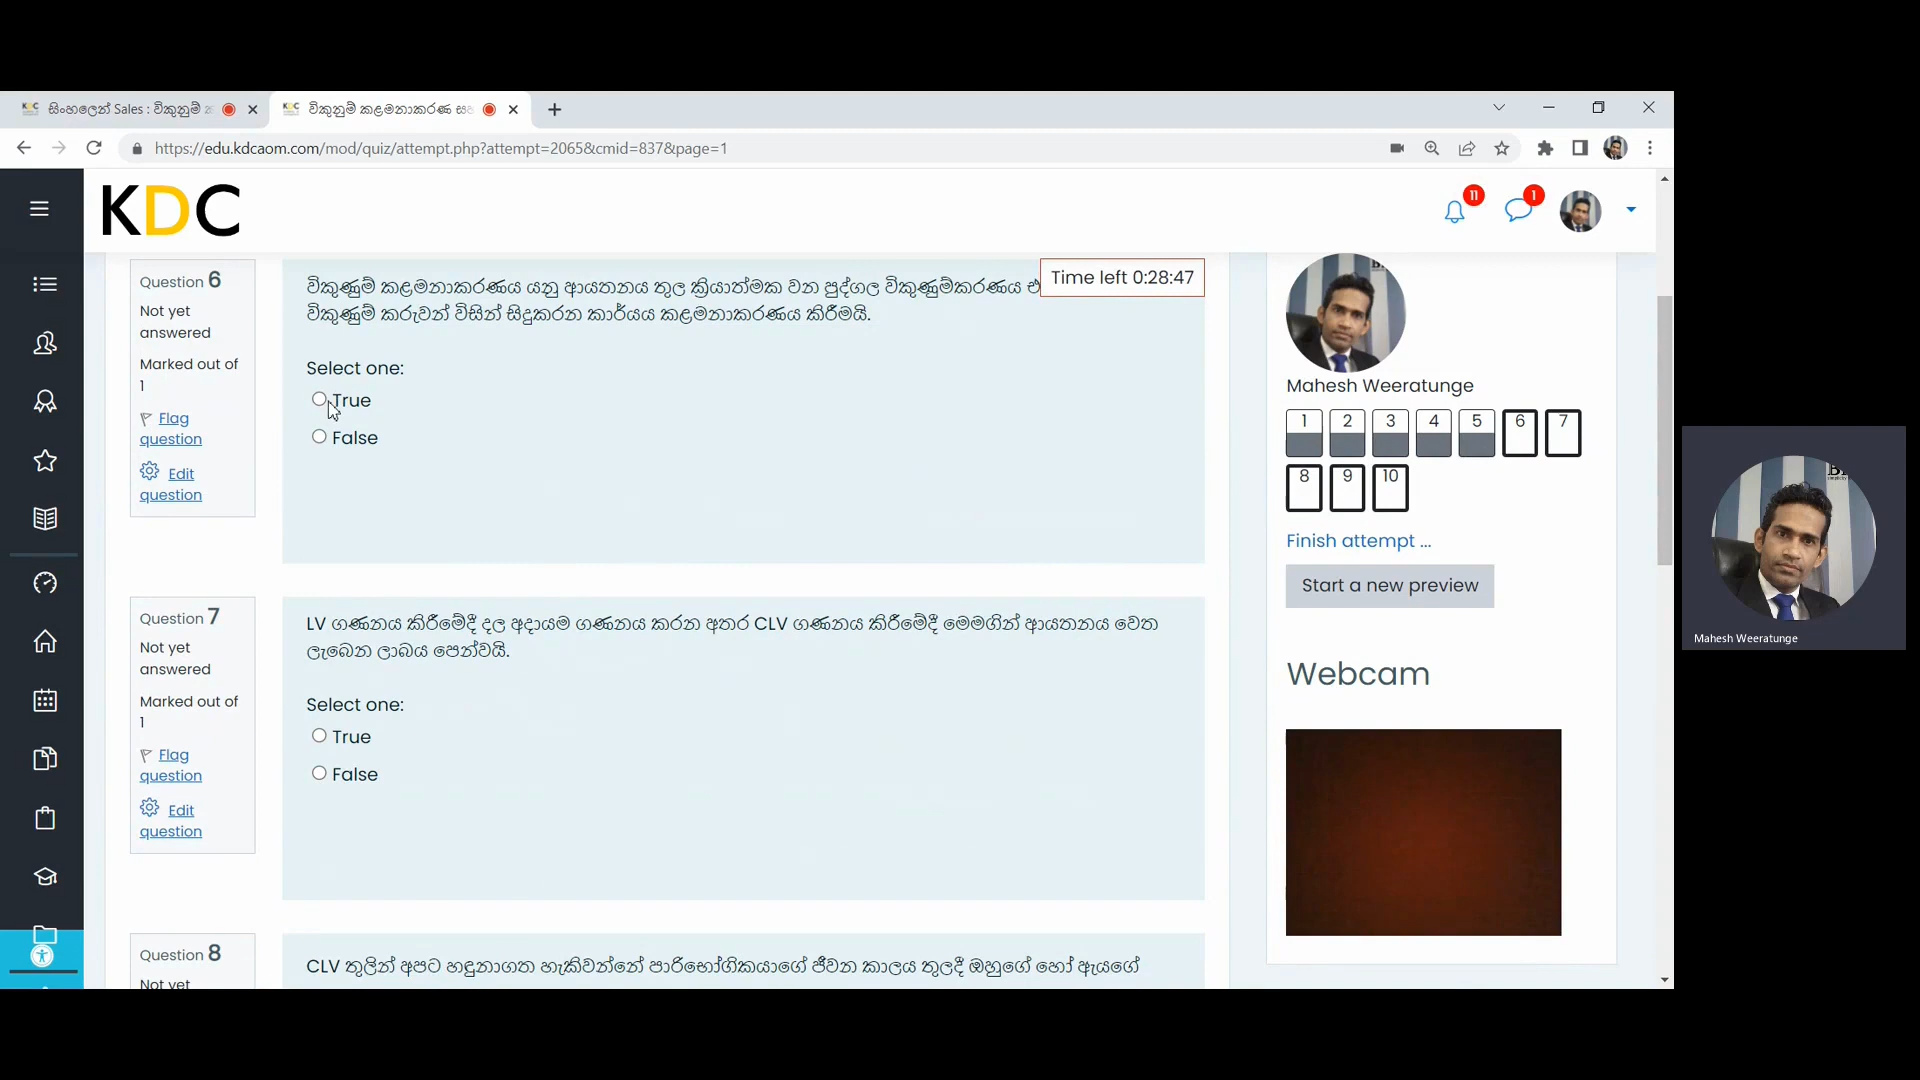 සිංහලෙන් Sales : විකුනුම්
විකුනුම් කළමනාකරණ සහ
https://edu.kdcaom.com/mod/quiz/attempt.php?attempt=2065&cmid=837&page=1
KDC
11
1
Question 6
Not yet
answered
Marked out of
1
Flag
question
Edit
question
Time left 0:28:47
විකුණුම් කළමනාකරණය යනු ආයතනය තුල ක්‍රියාත්මක වන පුද්ගල විකුණුම්කරණය
විකුණුම් කරුවන් විසින් සිදුකරන කාර්යය කළමනාකරණය කිරීමයි.
Select one:
True
False
Question 7
Not yet
answered
Marked out of
1
Flag
question
Edit
question
LV ගණනය කිරීමේදී දල අදායම ගණනය කරන අතර CLV ගණනය කිරීමේදී මෙමගින් ආයතනය වෙත
ලැබෙන ලාබය පෙන්වයි.
Select one:
True
False
Question 8
Not yet
CLV තුලින් අපට හඳුනාගත හැකිවන්නේ පාරිභෝගිකයාගේ ජීවන කාලය තුලදී ඔහුගේ හෝ ඇයගේ
Mahesh Weeratunge
1 2 3 4 5 6 7
8 9 10
Finish attempt ...
Start a new preview
Webcam
Mahesh Weeratunge